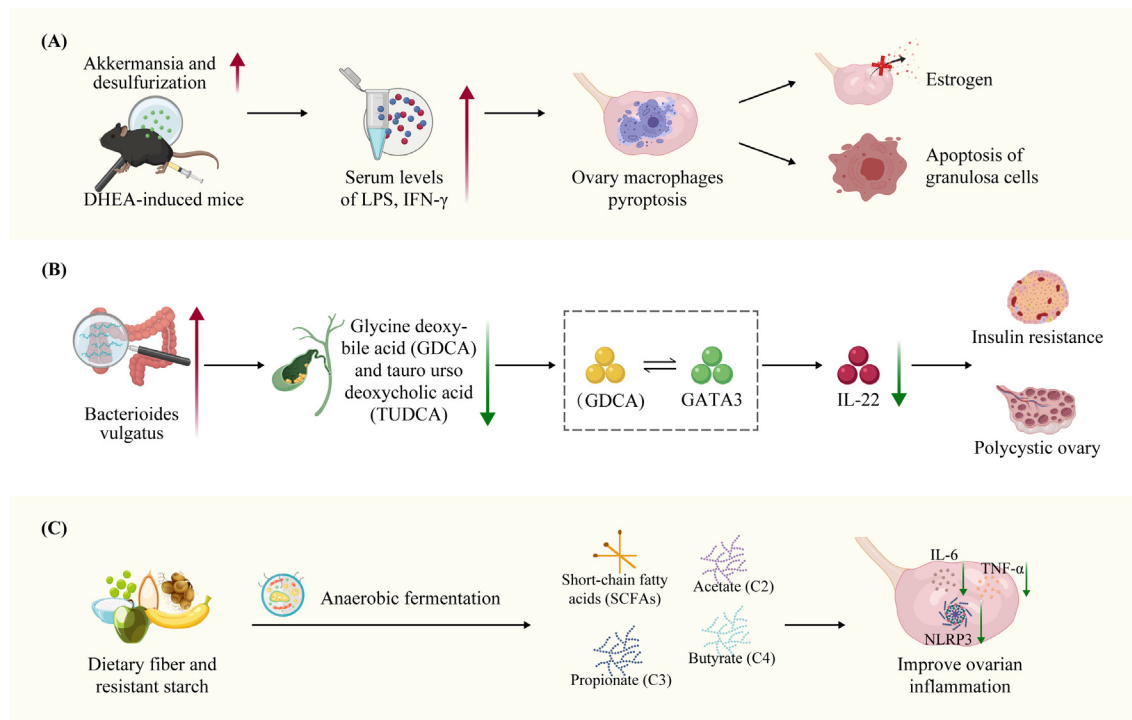 (A)
Akkermansia and
desulfurization
DHEA-induced mice
Serum levels
of LPS, IFN-γ
Ovary macrophages
pyroptosis
Estrogen
Apoptosis of
granulosa cells
(B)
Bacterioides
vulgatus
Glycine deoxy-
bile acid (GDCA)
and tauro urso
deoxycholic acid
(TUDCA)
(GDCA)
GATA3
IL-22
Insulin resistance
Polycystic ovary
(C)
Dietary fiber and
resistant starch
Anaerobic fermentation
Short-chain fatty
acids (SCFAs)
Acetate (C2)
Propionate (C3)
Butyrate (C4)
IL-6
TNF-α
NLRP3
Improve ovarian
inflammation